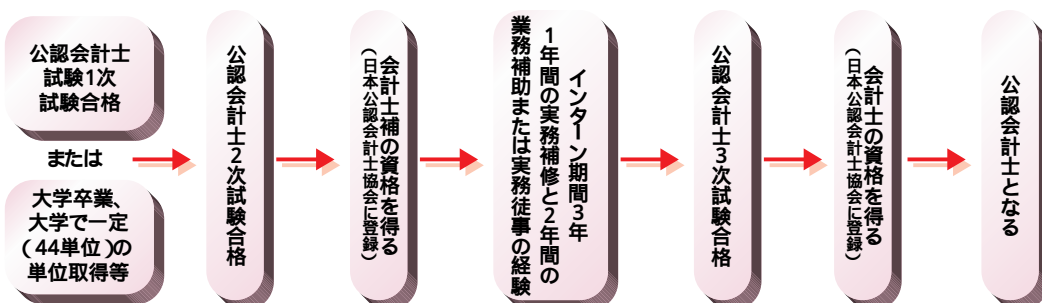 公認会計士
試験1次
試験合格
または
大学卒業、
大学で一定
(44単位)の
単位取得等
公認会計士2次試験合格
会計士補の資格を得る
(日本公認会計士協会に登録)
インターン期間3年
1年間の実務補修と2年間の
業務補助または実務徒事の経験
公認会計士3次試験合格
会計士の資格を得る
(日本公認会計士協会に登録)
公認会計士となる